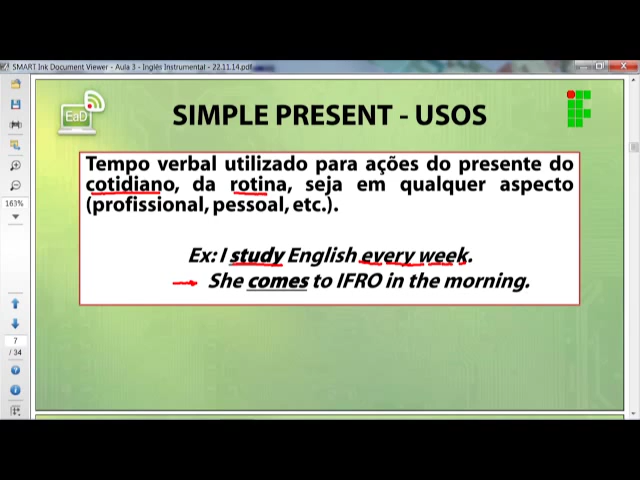 SMART Ink Document Viewer - Aula 3 - Inglês Instrumental - 22.11.14.pdf
EaD
SIMPLE PRESENT - USOS
Tempo verbal utilizado para ações do presente do
cotidiano, da rotina, seja em qualquer aspecto
(profissional, pessoal, etc.).
Ex: I study English every week.
She comes to IFRO in the morning.
163%
7
/ 34